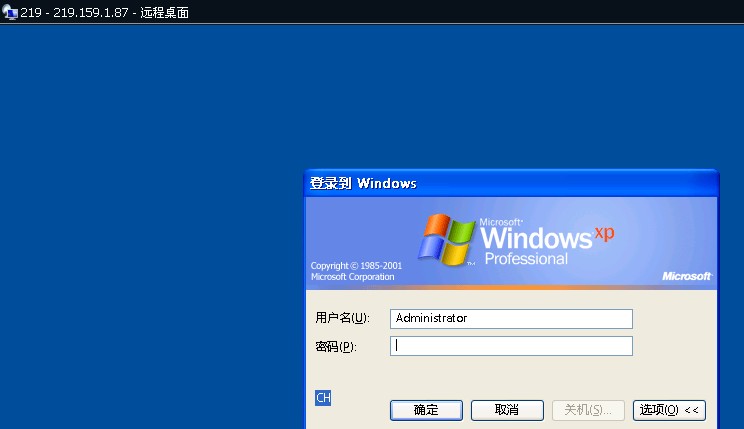 219 - 219.159.1.87 - 远程桌面
登录到 Windows
Microsoft®
Windows xp
Professional
Copyright © 1985-2001
Microsoft Corporation
Microsoft
用户名(U):
Administrator
密码(P):
CH
确定
取消
关机(S)...
选项(O) <<